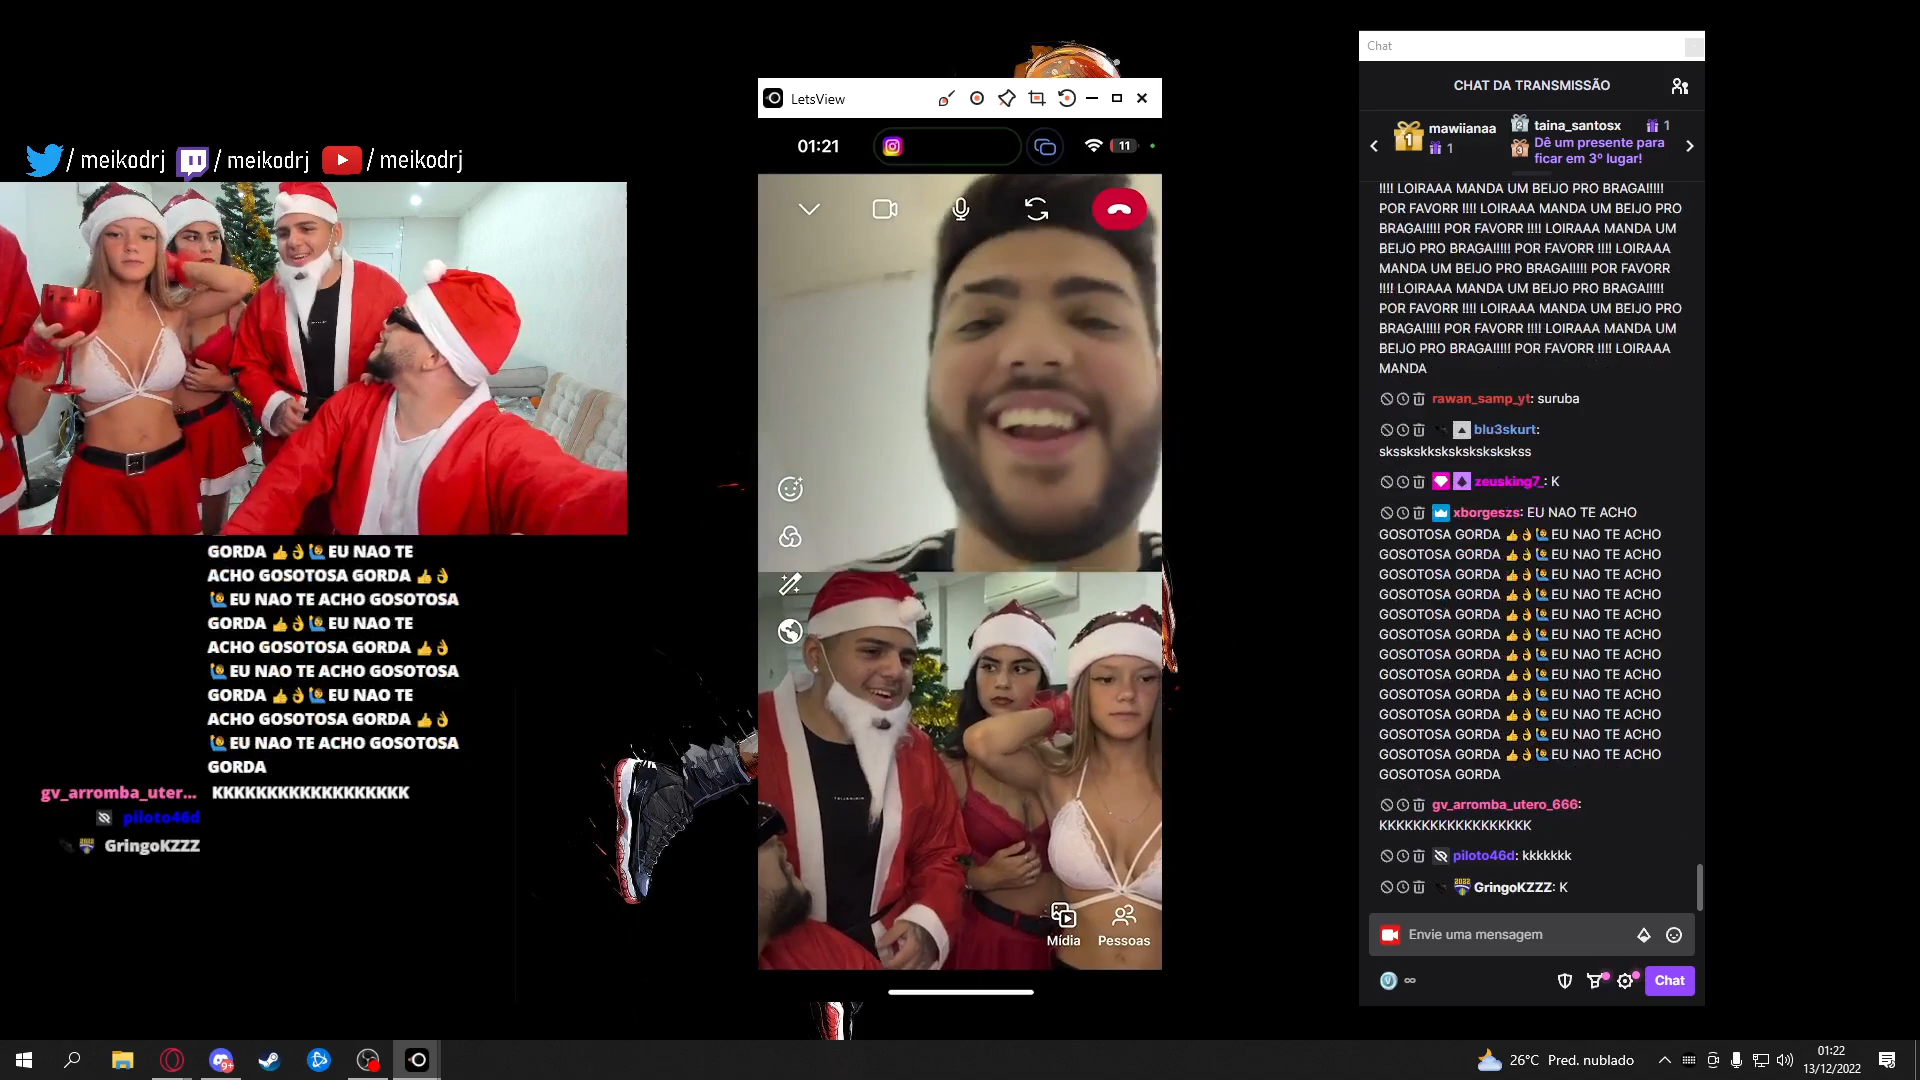 / meikodrj / meikodrj / meikodrj
GORDA 👍👌🙋‍♂️EU NAO TE
ACHO GOSOTOSA GORDA 👍👌
🙋‍♂️EU NAO TE ACHO GOSOTOSA
GORDA 👍👌🙋‍♂️EU NAO TE
ACHO GOSOTOSA GORDA 👍👌
🙋‍♂️EU NAO TE ACHO GOSOTOSA
GORDA 👍👌🙋‍♂️EU NAO TE
ACHO GOSOTOSA GORDA 👍👌
🙋‍♂️EU NAO TE ACHO GOSOTOSA
GORDA
gv_arromba_uter... KKKKKKKKKKKKKKKKKK
piloto46d
GringoKZZZ
LetsView
01:21
11
Mídia Pessoas
Chat
CHAT DA TRANSMISSÃO
1 mawiianaa 1
2 taina_santosx 1
3 Dê um presente para
ficar em 3º lugar!
!!!! LOIRAAA MANDA UM BEIJO PRO BRAGA!!!!!
POR FAVORR !!!! LOIRAAA MANDA UM BEIJO PRO
BRAGA!!!!! POR FAVORR !!!! LOIRAAA MANDA UM
BEIJO PRO BRAGA!!!!! POR FAVORR !!!! LOIRAAA
MANDA UM BEIJO PRO BRAGA!!!!! POR FAVORR
!!!! LOIRAAA MANDA UM BEIJO PRO BRAGA!!!!!
POR FAVORR !!!! LOIRAAA MANDA UM BEIJO PRO
BRAGA!!!!! POR FAVORR !!!! LOIRAAA MANDA UM
BEIJO PRO BRAGA!!!!! POR FAVORR !!!! LOIRAAA
MANDA
rawan_samp_yt: suruba
blu3skurt:
skssksкksksksksksksss
zeusking7_: K
xborgeszs: EU NAO TE ACHO
GOSOTOSA GORDA 👍👌🙋‍♂️EU NAO TE ACHO
GOSOTOSA GORDA 👍👌🙋‍♂️EU NAO TE ACHO
GOSOTOSA GORDA 👍👌🙋‍♂️EU NAO TE ACHO
GOSOTOSA GORDA 👍👌🙋‍♂️EU NAO TE ACHO
GOSOTOSA GORDA 👍👌🙋‍♂️EU NAO TE ACHO
GOSOTOSA GORDA 👍👌🙋‍♂️EU NAO TE ACHO
GOSOTOSA GORDA 👍👌🙋‍♂️EU NAO TE ACHO
GOSOTOSA GORDA 👍👌🙋‍♂️EU NAO TE ACHO
GOSOTOSA GORDA 👍👌🙋‍♂️EU NAO TE ACHO
GOSOTOSA GORDA 👍👌🙋‍♂️EU NAO TE ACHO
GOSOTOSA GORDA 👍👌🙋‍♂️EU NAO TE ACHO
GOSOTOSA GORDA 👍👌🙋‍♂️EU NAO TE ACHO
GOSOTOSA GORDA
gv_arromba_utero_666:
KKKKKKKKKKKKKKKKKK
piloto46d: kkkkkkk
2022 GringoKZZZ: K
Envie uma mensagem
∞ Chat
9+
26°C Pred. nublado
01:22
13/12/2022